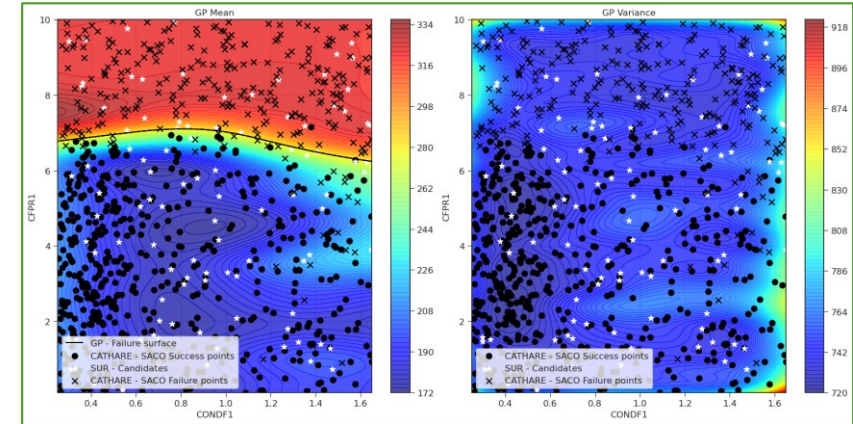 GP Mean
10
8
6
4
2
CFPR1
0.4 0.6 0.8 1.0 1.2 1.4 1.6
CONDF1
GP - Failure surface
CATHARE - SACO Success points
SUR - Candidates
CATHARE - SACO Failure points
334
316
298
280
262
244
226
208
190
172
GP Variance
10
8
6
4
2
CFPR1
0.4 0.6 0.8 1.0 1.2 1.4 1.6
CONDF1
CATHARE - SACO Success points
SUR - Candidates
CATHARE - SACO Failure points
918
896
874
852
830
808
786
764
742
720